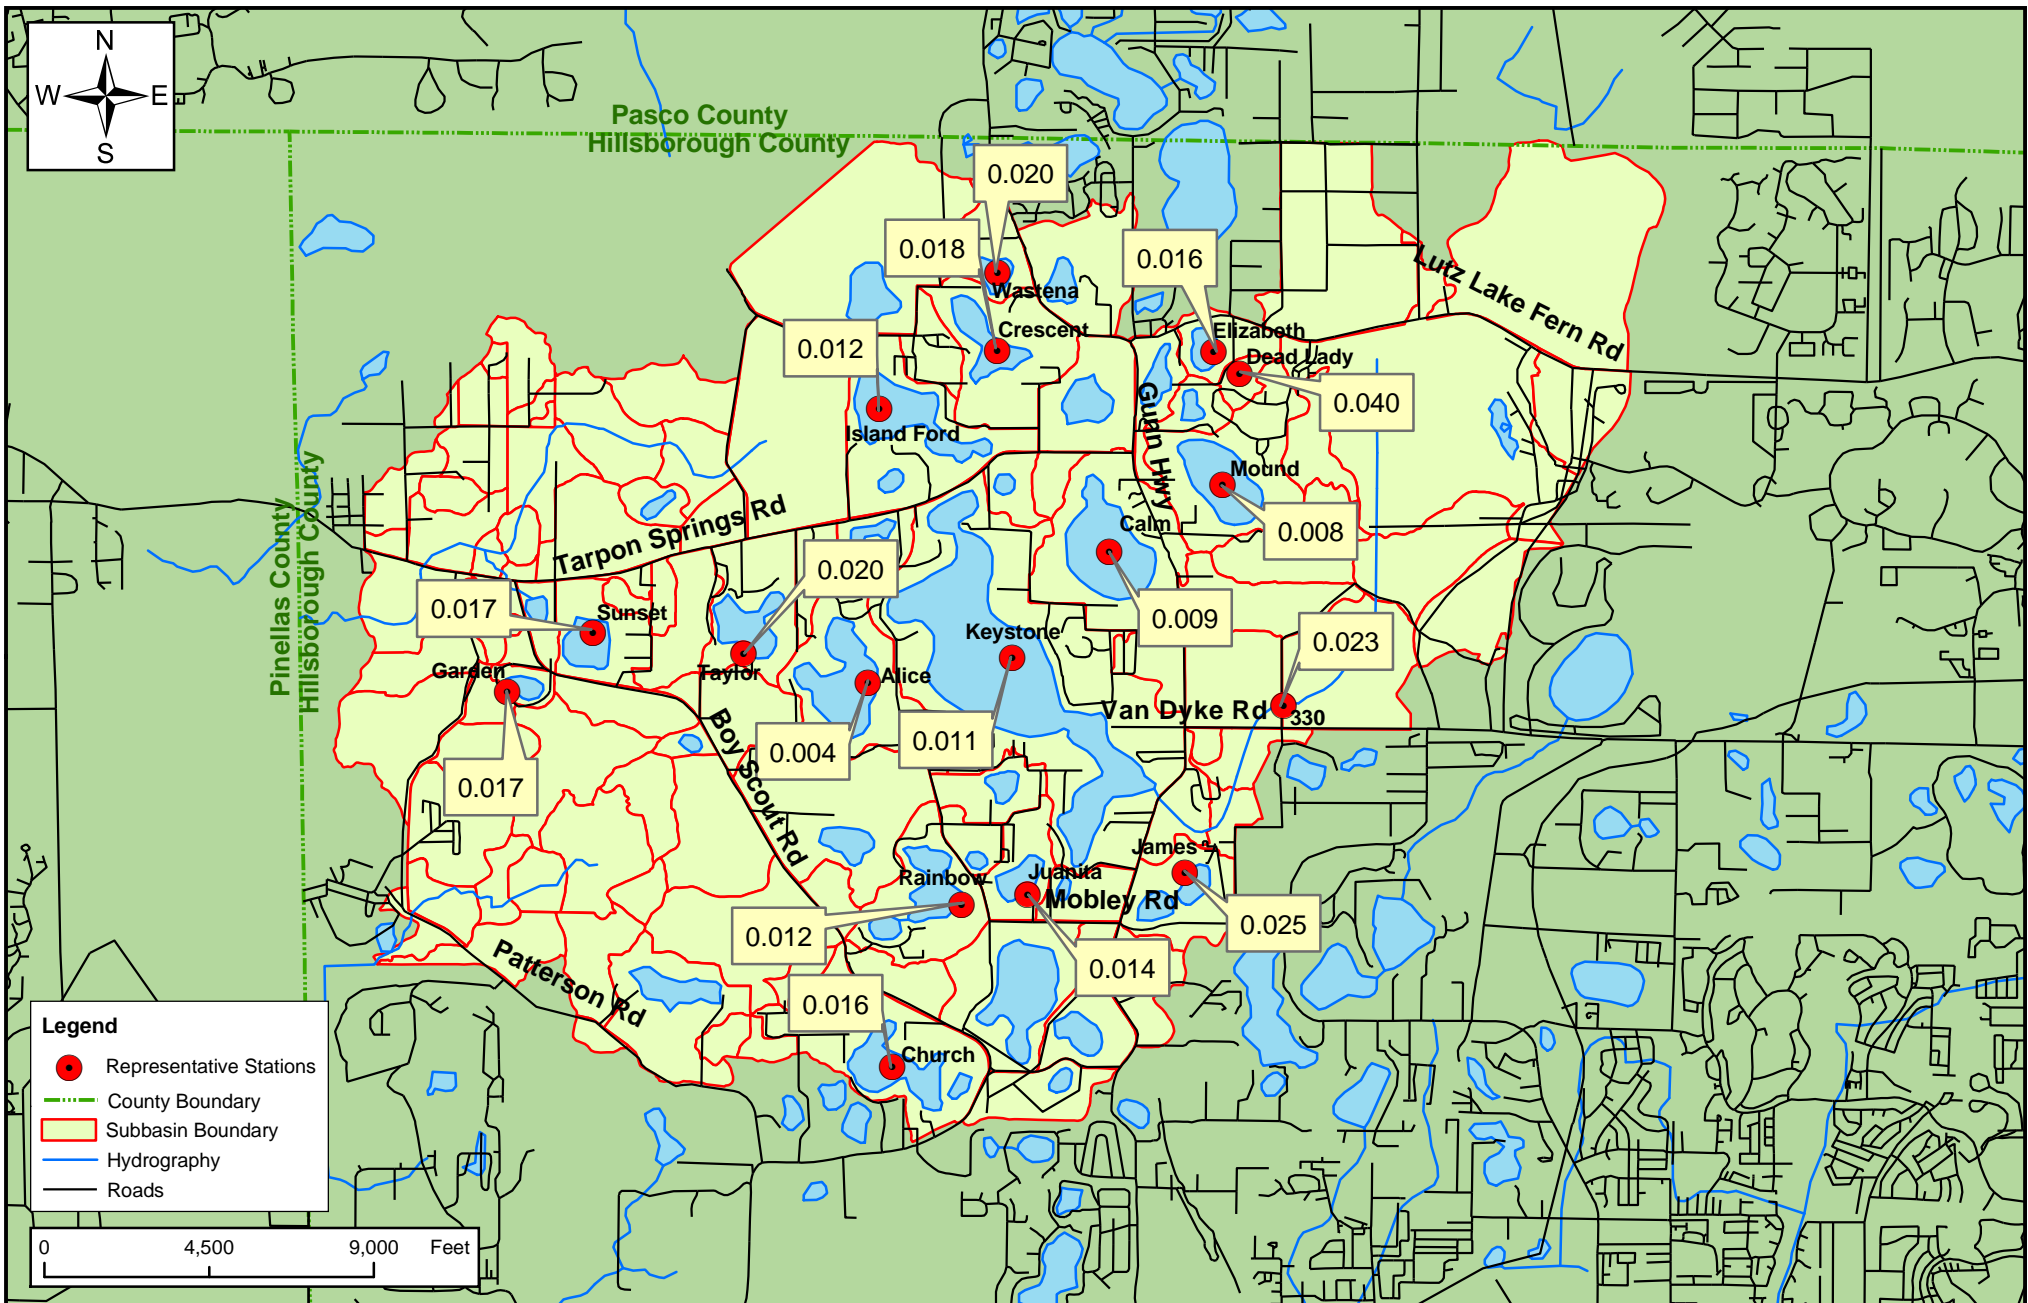 N
W E
S
Pasco County
Hillsborough County
0.020
0.018
0.016
Wastena
Lutz Lake Fern Rd
Crescent
Elizabeth
0.012
Dead Lady
0.040
Gunn Hwy
Island Ford
Mound
Pinellas County
Hillsborough County
Tarpon Springs Rd
Calm
0.008
0.020
0.017
Sunset
0.009
Keystone
0.023
Garden
Taylor
Alice
Van Dyke Rd
330
Boy Scout Rd
0.004
0.011
0.017
James
Rainbow
Juanita
Mobley Rd
0.012
0.025
Patterson Rd
0.014
0.016
Church
Legend
Representative Stations
County Boundary
Subbasin Boundary
Hydrography
Roads
0 4,500 9,000 Feet